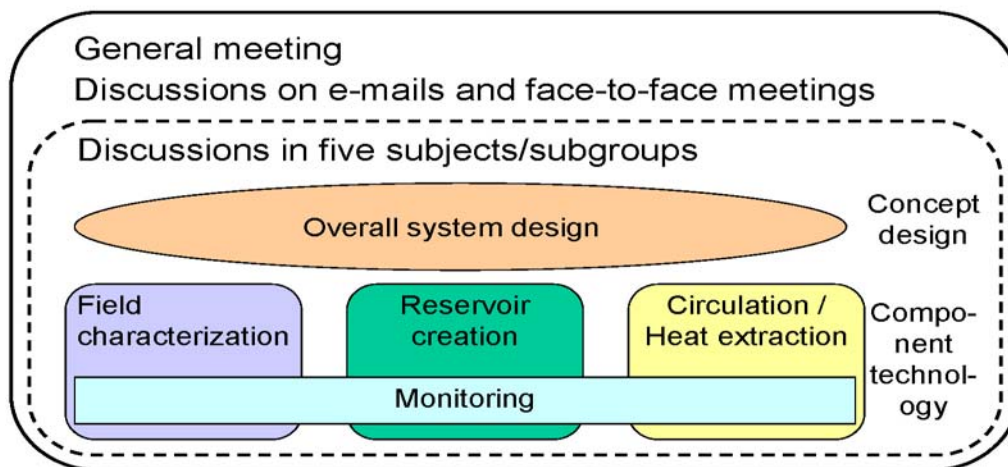 General meeting
Discussions on e-mails and face-to-face meetings
Discussions in five subjects/subgroups
Overall system design
Concept
design
Field
characterization
Reservoir
creation
Circulation /
Heat extraction
Compo-
nent
technol-
ogy
Monitoring